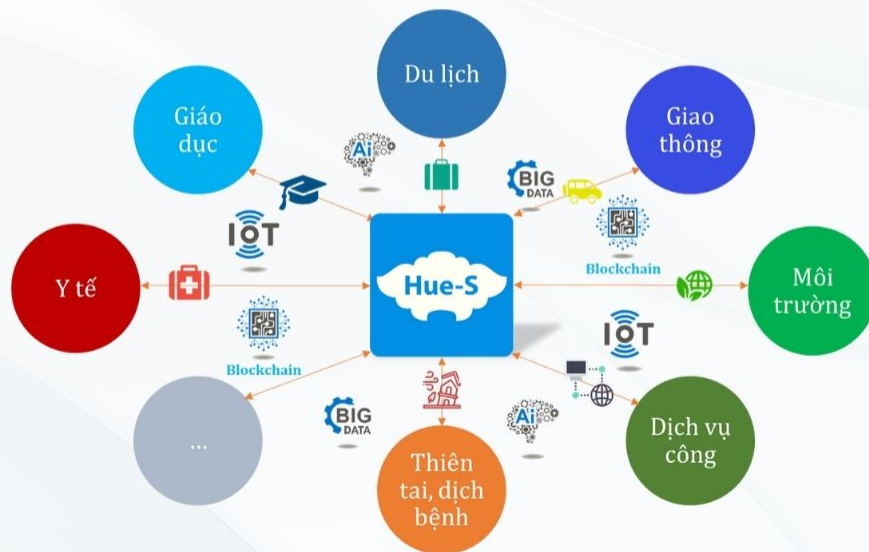 Du lịch
Giáo
dục
Giao
thông
Ai
BIG
DATA
IOT
Blockchain
Y tế
Hue-S
Môi
trường
Blockchain
IOT
...
BIG
DATA
Ai
Thiên
tai, dịch
bệnh
Dịch vụ
công